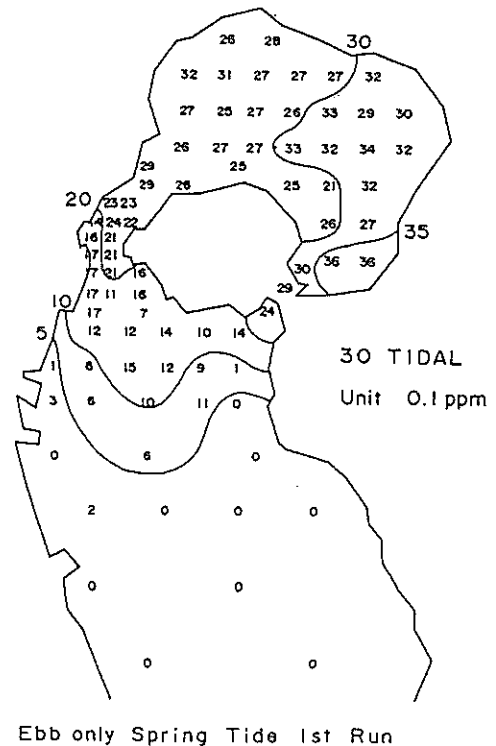 26 28 30
32 31 27 27 27 32
27 25 27 26 33 29 30
26 27 27 33 32 34 32
29 25
29 28 25 21 32
20 23 23
24 22 26 27 35
16 21
17 21 30 36 36
17 21 16
17 11 16 29
10 17 7 24
5 12 12 14 10 14
30 TIDAL
1 8 15 12 9 1
Unit 0.1 ppm
3 6 10 11 0
0 6 0
2 0 0 0
0 0
0 0
Ebb only Spring Tide 1st Run